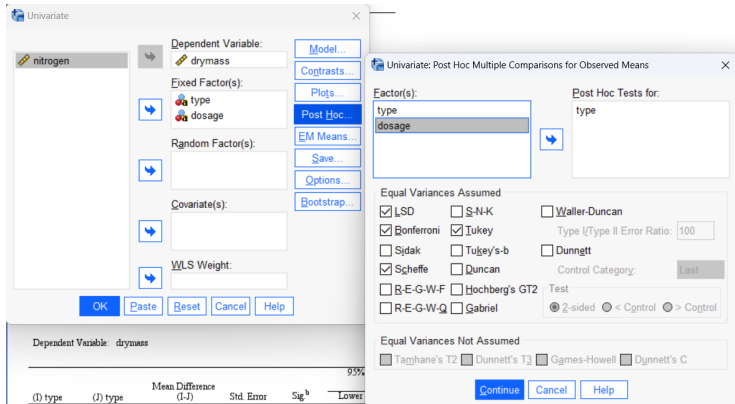 Univariate
nitrogen
Dependent Variable:
drymass
Fixed Factor(s):
type
dosage
Random Factor(s):
Covariate(s):
WLS Weight:
Model...
Contrasts...
Plots...
Post Hoc...
EM Means...
Save...
Options...
Bootstrap...
OK Paste Reset Cancel Help
Univariate: Post Hoc Multiple Comparisons for Observed Means
Factor(s):
type
dosage
Post Hoc Tests for:
type
Equal Variances Assumed
LSD S-N-K Waller-Duncan
Bonferroni Tukey Type I/Type II Error Ratio: 100
Sidak Tukey's-b Dunnett
Scheffe Duncan Control Category: Last
R-E-G-W-F Hochberg's GT2 Test
R-E-G-W-Q Gabriel 2-sided < Control > Control
Equal Variances Not Assumed
Tamhane's T2 Dunnett's T3 Games-Howell Dunnett's C
Continue Cancel Help
Dependent Variable: drymass
95%
Mean Difference
(I) type (J) type (I-J) Std. Error Sig.b Lower